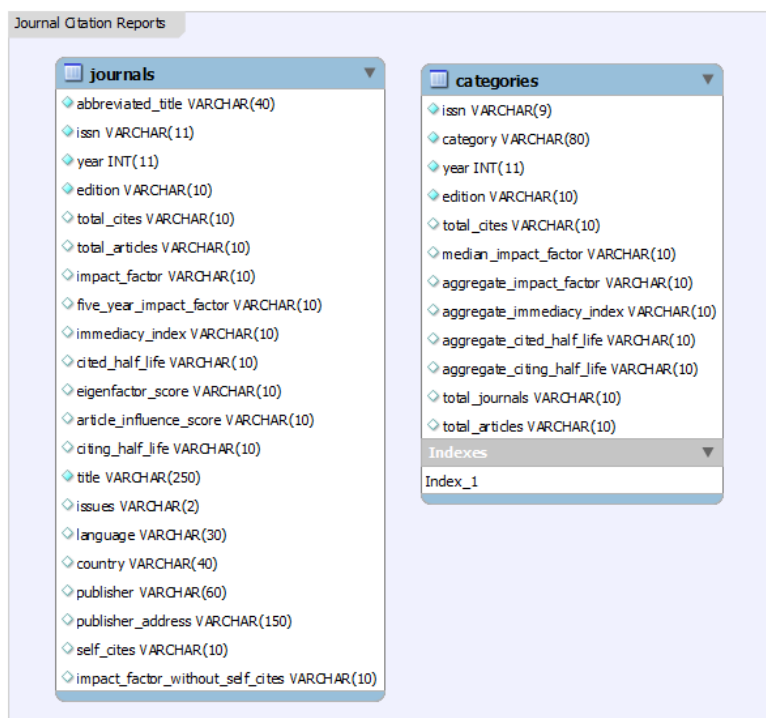 Journal Citation Reports
journals
abbreviated_title VARCHAR(40)
issn VARCHAR(11)
year INT(11)
edition VARCHAR(10)
total_cites VARCHAR(10)
total_articles VARCHAR(10)
impact_factor VARCHAR(10)
five_year_impact_factor VARCHAR(10)
immediacy_index VARCHAR(10)
cited_half_life VARCHAR(10)
eigenfactor_score VARCHAR(10)
article_influence_score VARCHAR(10)
citing_half_life VARCHAR(10)
title VARCHAR(250)
issues VARCHAR(2)
language VARCHAR(30)
country VARCHAR(40)
publisher VARCHAR(60)
publisher_address VARCHAR(150)
self_cites VARCHAR(10)
impact_factor_without_self_cites VARCHAR(10)
categories
issn VARCHAR(9)
category VARCHAR(80)
year INT(11)
edition VARCHAR(10)
total_cites VARCHAR(10)
median_impact_factor VARCHAR(10)
aggregate_impact_factor VARCHAR(10)
aggregate_immediacy_index VARCHAR(10)
aggregate_cited_half_life VARCHAR(10)
aggregate_citing_half_life VARCHAR(10)
total_journals VARCHAR(10)
total_articles VARCHAR(10)
Indexes
Index_1